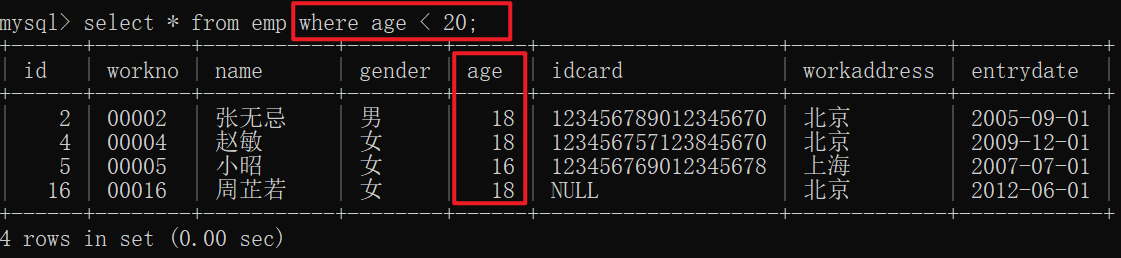 mysql> select * from emp where age < 20;
| id | workno | name | gender | age | idcard | workaddress | entrydate |
| 2 | 00002 | 张无忌 | 男 | 18 | 123456789012345670 | 北京 | 2005-09-01 |
| 4 | 00004 | 赵敏 | 女 | 18 | 123456757123845670 | 北京 | 2009-12-01 |
| 5 | 00005 | 小昭 | 女 | 16 | 123456769012345678 | 上海 | 2007-07-01 |
| 16 | 00016 | 周芷若 | 女 | 18 | NULL | 北京 | 2012-06-01 |
4 rows in set (0.00 sec)